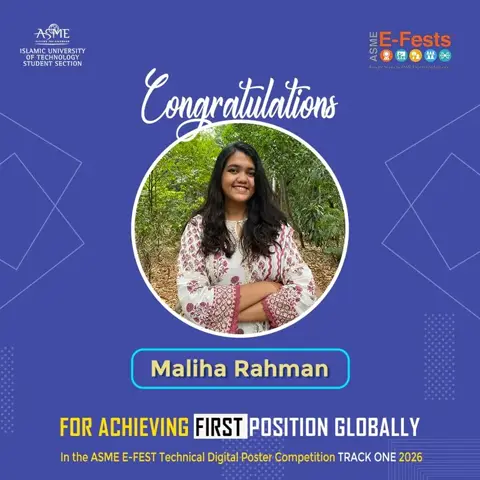 ASME
ISLAMIC UNIVERSITY
OF TECHNOLOGY
STUDENT SECTION
ASME E-Fests
Congratulations
Maliha Rahman
FOR ACHIEVING FIRST POSITION GLOBALLY
In the ASME E-FEST Technical Digital Poster Competition TRACK ONE 2026